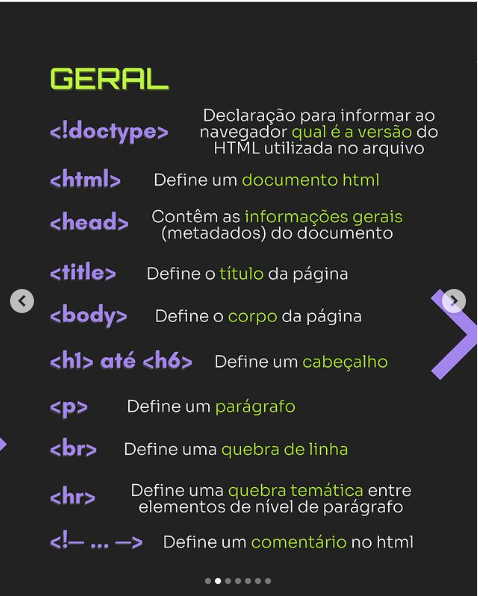 GERAL
<!doctype> Declaração para informar ao
navegador qual é a versão do
HTML utilizada no arquivo
<html> Define um documento html
<head> Contêm as informações gerais
(metadados) do documento
<title> Define o título da página
<body> Define o corpo da página
<h1> até <h6> Define um cabeçalho
<p> Define um parágrafo
<br> Define uma quebra de linha
<hr> Define uma quebra temática entre
elementos de nível de parágrafo
<!— ... —> Define um comentário no html